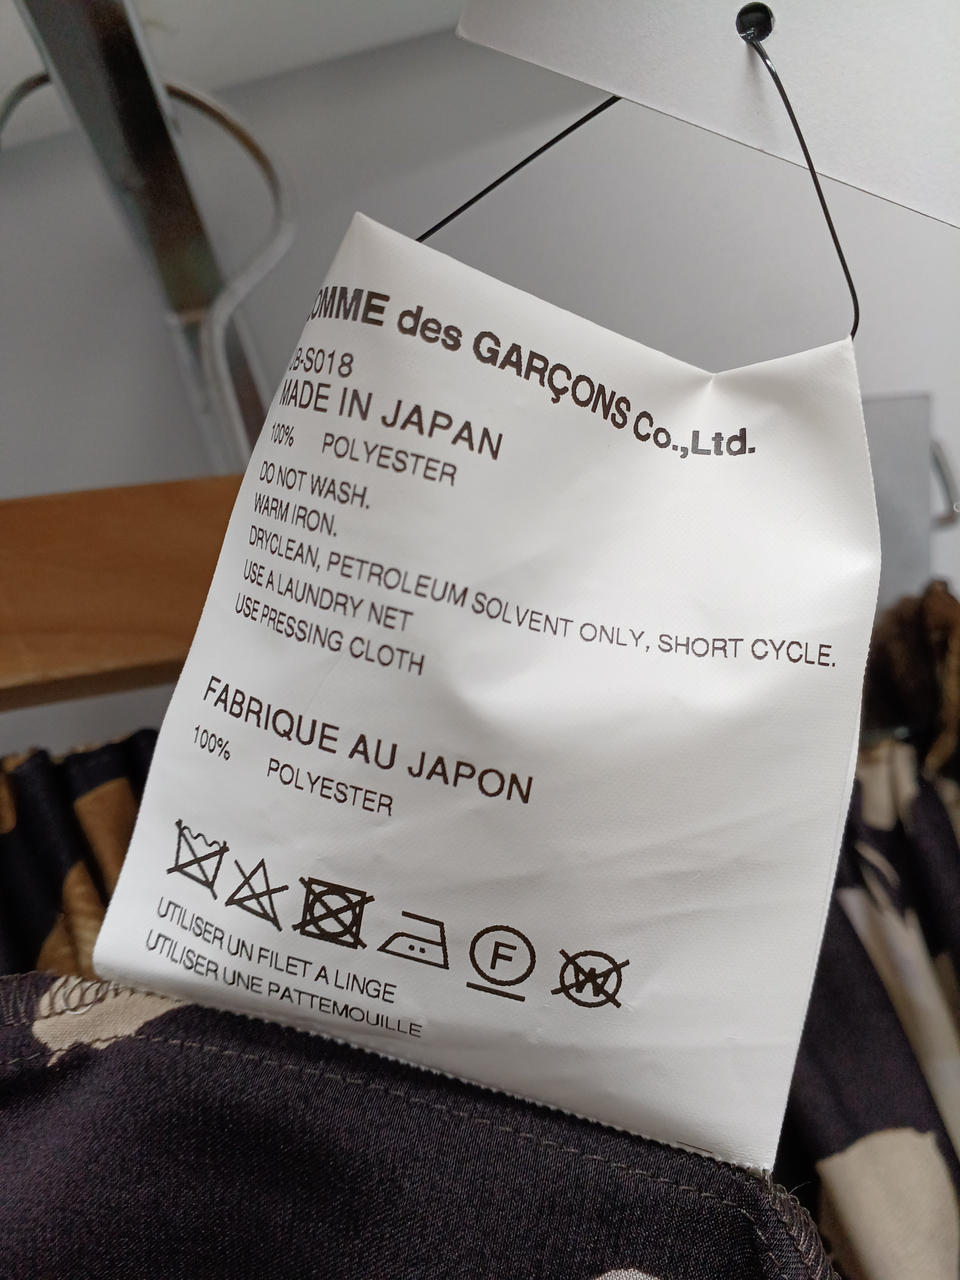 OMME des GARÇONS Co.,Ltd.
B-S018
MADE IN JAPAN
100% POLYESTER
DO NOT WASH.
WARM IRON.
DRYCLEAN, PETROLEUM SOLVENT ONLY, SHORT CYCLE.
USE A LAUNDRY NET
USE PRESSING CLOTH
FABRIQUE AU JAPON
100% POLYESTER
F
W
UTILISER UN FILET A LINGE
UTILISER UNE PATTEMOUILLE